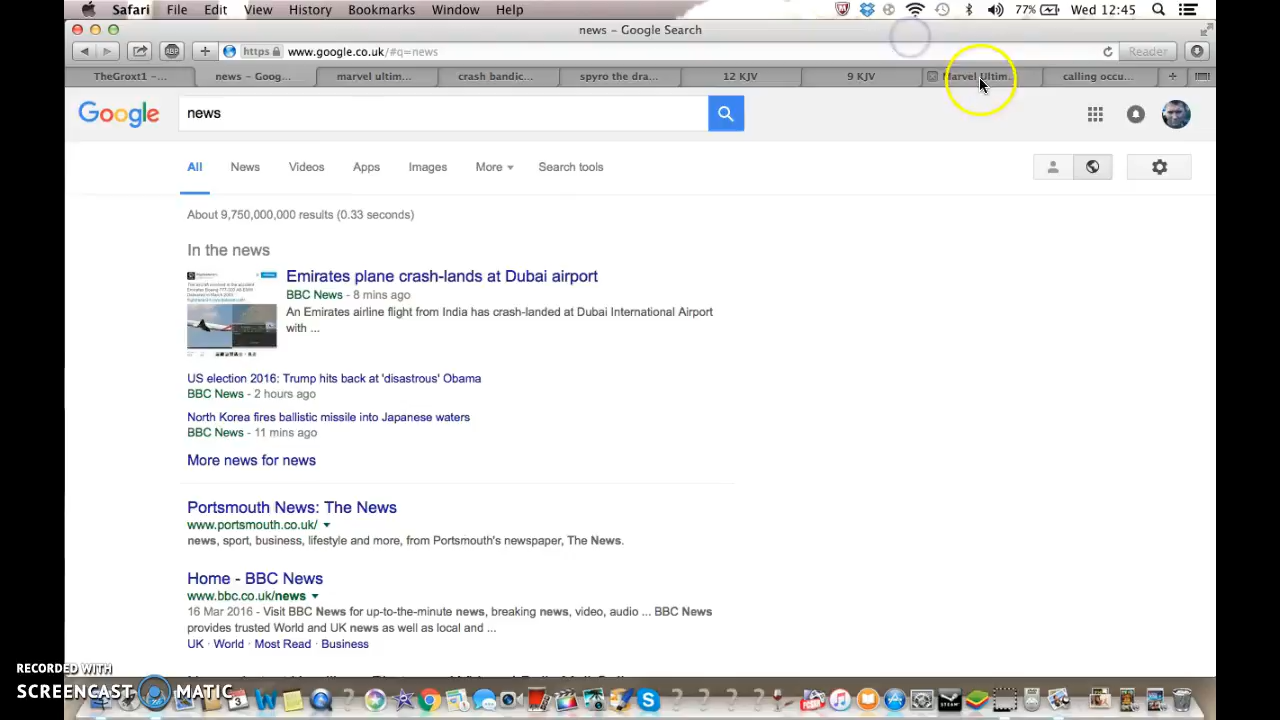 Safari File Edit View History Bookmarks Window Help 77% Wed 12:45
news – Google Search
ABP + https www.google.co.uk/#q=news Reader
TheGroxt1 –... news – Goog... marvel ultim... crash bandic... spyro the dra... 12 KJV 9 KJV Marvel Ultim... calling occu... +
Google news
All News Videos Apps Images More Search tools
About 9,750,000,000 results (0.33 seconds)
In the news
Emirates plane crash-lands at Dubai airport
BBC News - 8 mins ago
An Emirates airline flight from India has crash-landed at Dubai International Airport
with ...
US election 2016: Trump hits back at 'disastrous' Obama
BBC News - 2 hours ago
North Korea fires ballistic missile into Japanese waters
BBC News - 11 mins ago
More news for news
Portsmouth News: The News
www.portsmouth.co.uk/
news, sport, business, lifestyle and more, from Portsmouth's newspaper, The News.
Home - BBC News
www.bbc.co.uk/news
16 Mar 2016 - Visit BBC News for up-to-the-minute news, breaking news, video, audio ... BBC News
provides trusted World and UK news as well as local and ...
UK · World · Most Read · Business
RECORDED WITH
SCREENCAST MATIC
STEAM